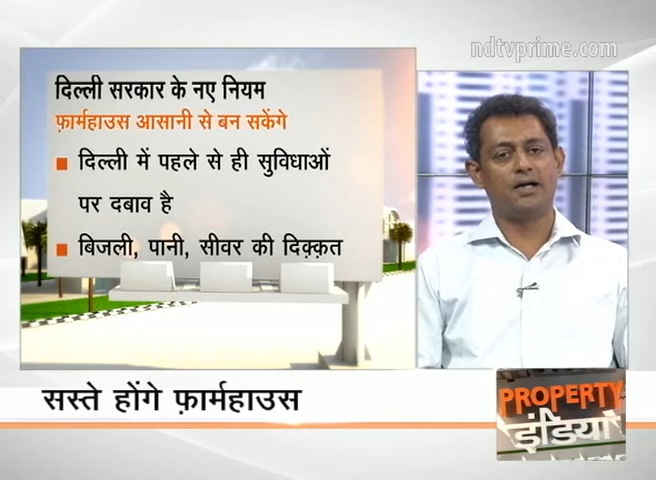 ndtvprime.com
दिल्ली सरकार के नए नियम
फ़ार्महाउस आसानी से बन सकेंगे
दिल्ली में पहले से ही सुविधाओं
पर दबाव है
बिजली, पानी, सीवर की दिक़्क़त
सस्ते होंगे फ़ार्महाउस
PROPERTY
इंडिया